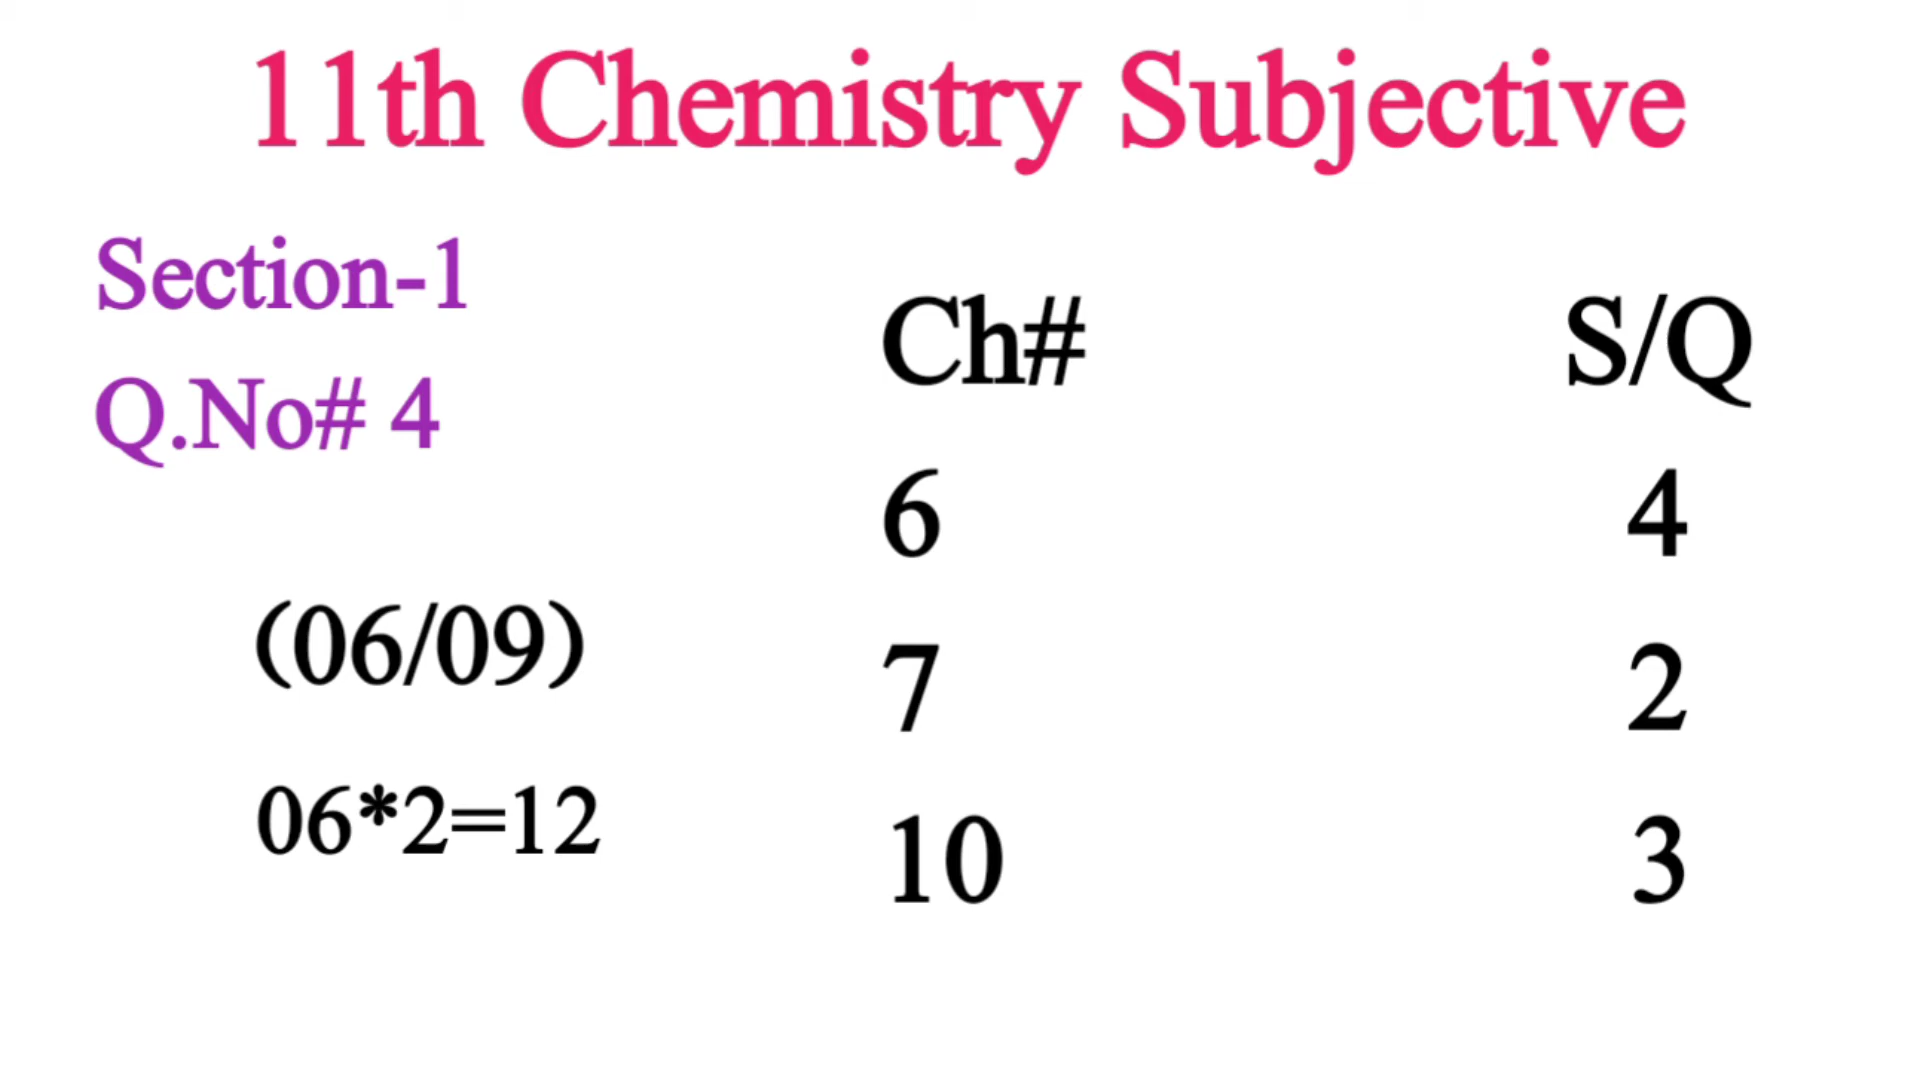 11th Chemistry Subjective
Section-1
Q.No# 4
(06/09)
06*2=12
Ch# S/Q
6 4
7 2
10 3